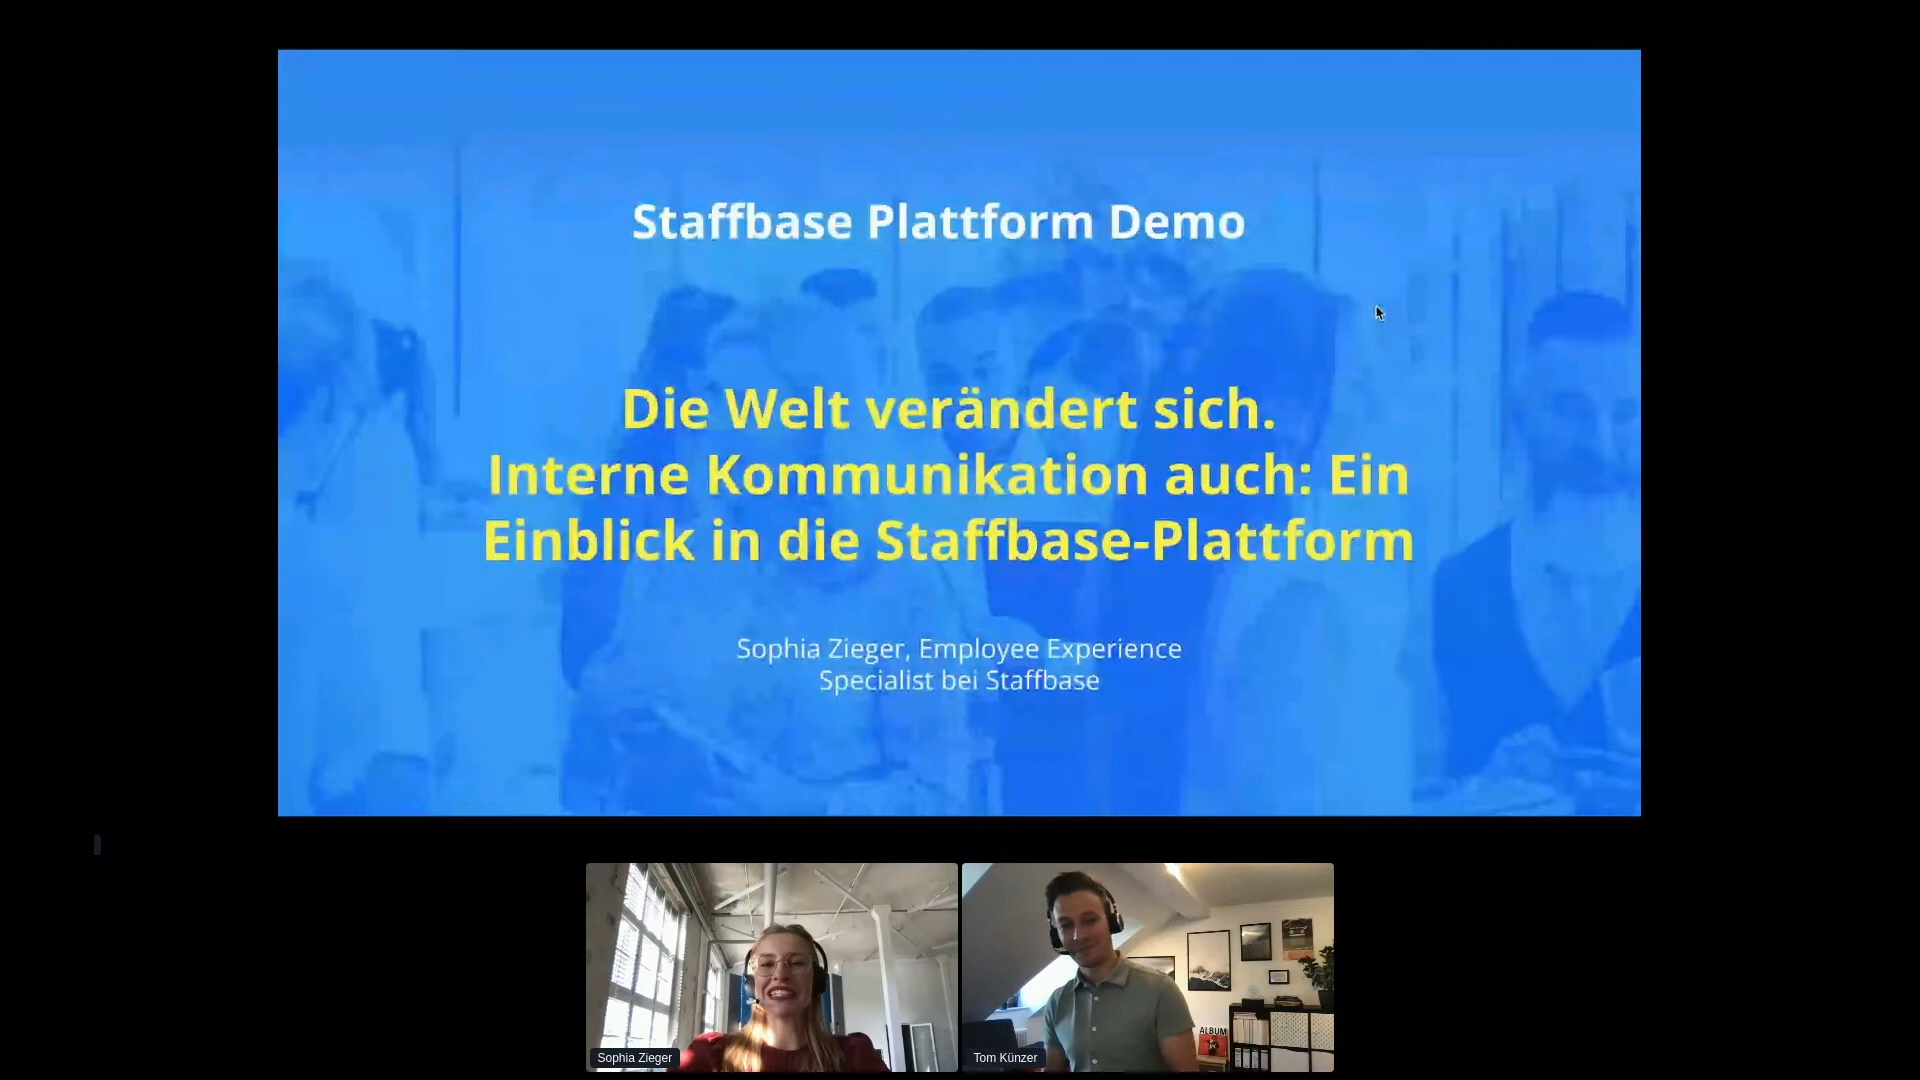 Staffbase Plattform Demo
Die Welt verändert sich.
Interne Kommunikation auch: Ein
Einblick in die Staffbase-Plattform
Sophia Zieger, Employee Experience
Specialist bei Staffbase
ALBUM
Sophia Zieger
Tom Künzer